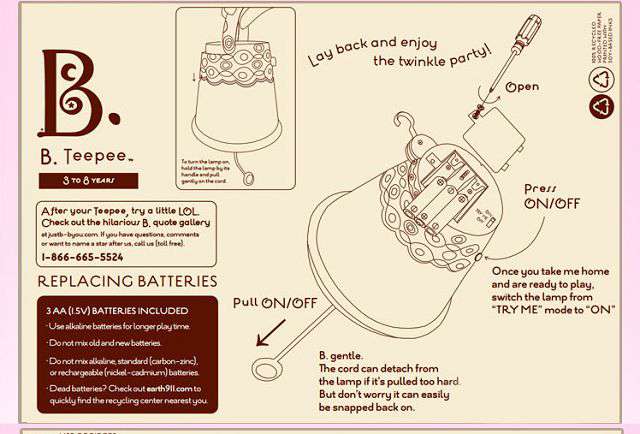 B.
B. Teepee™
3 TO 8 YEARS
After your Teepee, try a little LOL.
Check out the hilarious B. quote gallery
at justb-byou.com. If you have questions, comments
or want to name a star after us, call us (toll free).
1-866-665-5524
REPLACING BATTERIES
3 AA (1.5V) BATTERIES INCLUDED
· Use alkaline batteries for longer play time.
· Do not mix old and new batteries.
· Do not mix alkaline, standard (carbon-zinc),
or rechargeable (nickel-cadmium) batteries.
· Dead batteries? Check out earth911.com to
quickly find the recycling center nearest you.
To turn the lamp on,
hold the lamp by its
handle and pull
gently on the cord.
Lay back and enjoy
the twinkle party!
Open
Press
ON/OFF
Pull ON/OFF
Once you take me home
and are ready to play,
switch the lamp from
"TRY ME" mode to "ON"
B. gentle.
The cord can detach from
the lamp if it's pulled too hard.
But don't worry it can easily
be snapped back on.
100% RECYCLED
WOOD-FREE PAPER
PRINTED WITH
SOY-BASED INKS